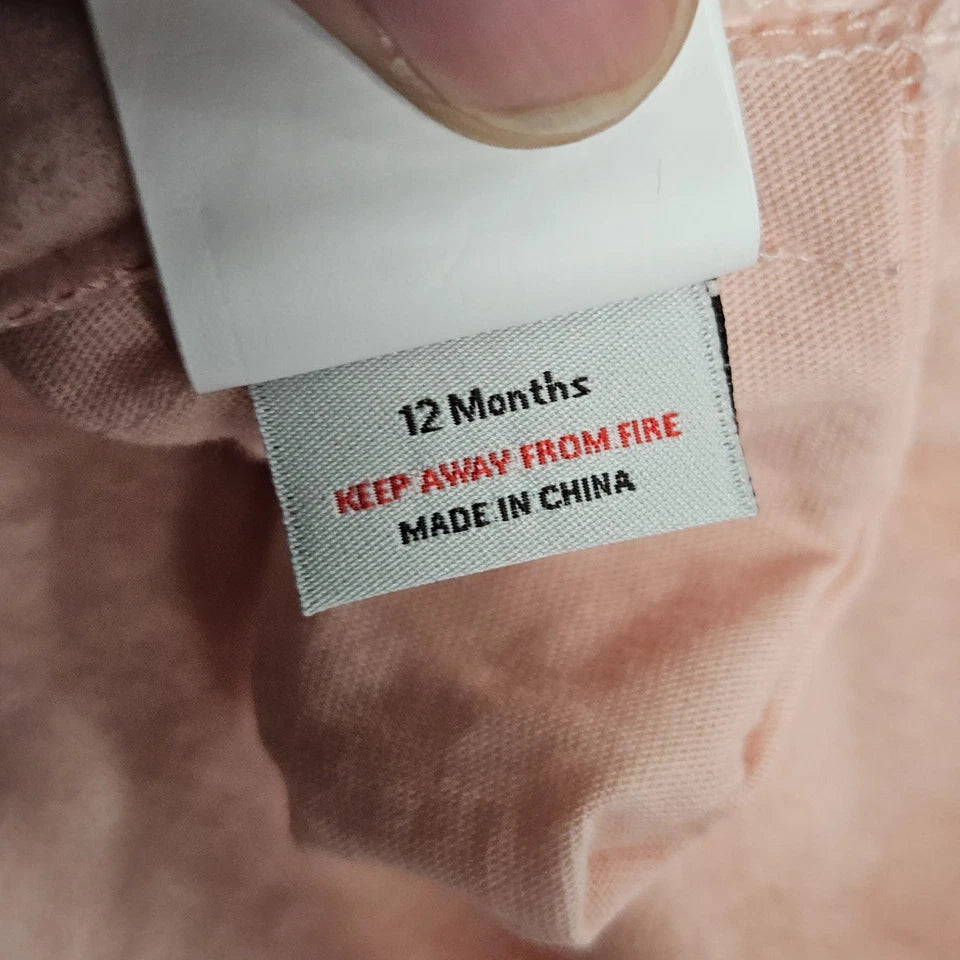 12 Months
KEEP AWAY FROM FIRE
MADE IN CHINA